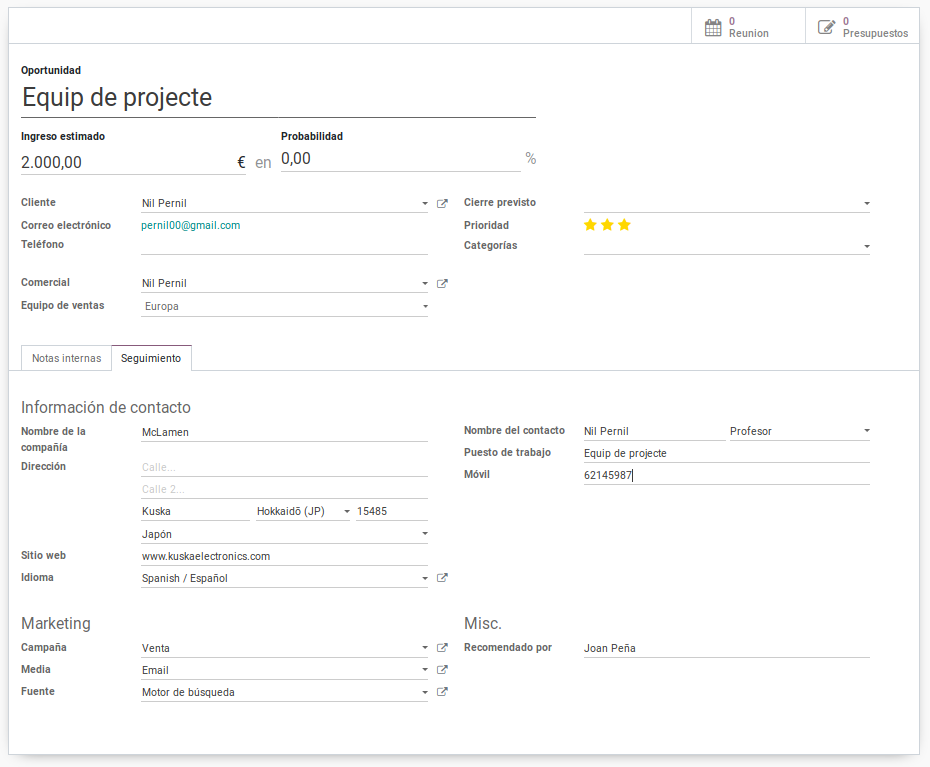 0
Reunion
0
Presupuestos
Oportunidad
Equip de projecte
Ingreso estimado
Probabilidad
2.000,00 € en 0,00 %
Cliente Nil Pernil
Cierre previsto
Correo electrónico pernil00@gmail.com
Prioridad
Teléfono
Categorías
Comercial Nil Pernil
Equipo de ventas Europa
Notas internas Seguimiento
Información de contacto
Nombre de la
compañía
McLamen
Nombre del contacto Nil Pernil Profesor
Puesto de trabajo Equip de projecte
Dirección Calle...
Móvil 62145987
Calle 2...
Kuska Hokkaidō (JP) 15485
Japón
Sitio web www.kuskaelectronics.com
Idioma Spanish / Español
Marketing
Misc.
Campaña Venta
Recomendado por Joan Peña
Media Email
Fuente Motor de búsqueda